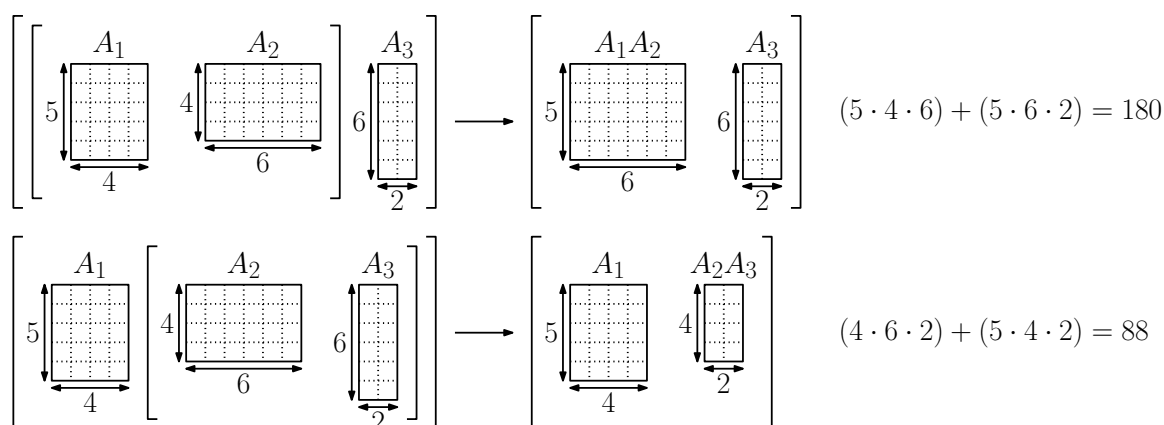 A₁ A₂ A₃ A₁A₂ A₃
5 4 6 5 6 (5 · 4 · 6) + (5 · 6 · 2) = 180
4 6 6
2 2
A₁ A₂ A₃ A₁ A₂A₃
5 4 6 5 4 (4 · 6 · 2) + (5 · 4 · 2) = 88
4 6 4 2
2